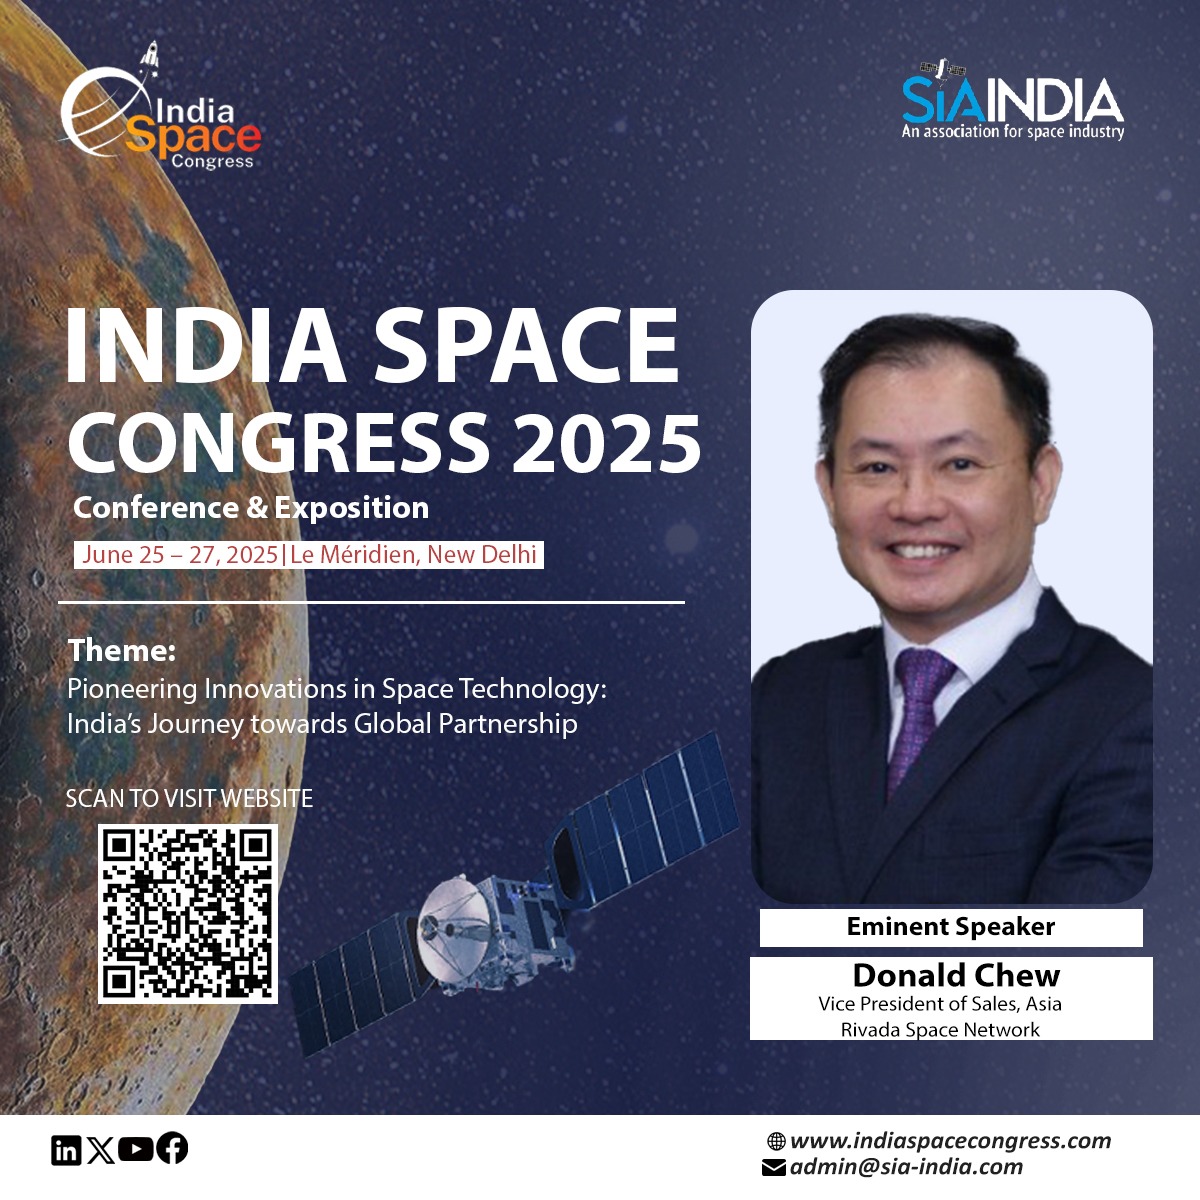 India
Space
Congress
SIAINDIA
An association for space industry
INDIA SPACE
CONGRESS 2025
Conference & Exposition
June 25 – 27, 2025|Le Méridien, New Delhi
Theme:
Pioneering Innovations in Space Technology:
India’s Journey towards Global Partnership
SCAN TO VISIT WEBSITE
Eminent Speaker
Donald Chew
Vice President of Sales, Asia
Rivada Space Network
www.indiaspacecongress.com
admin@sia-india.com